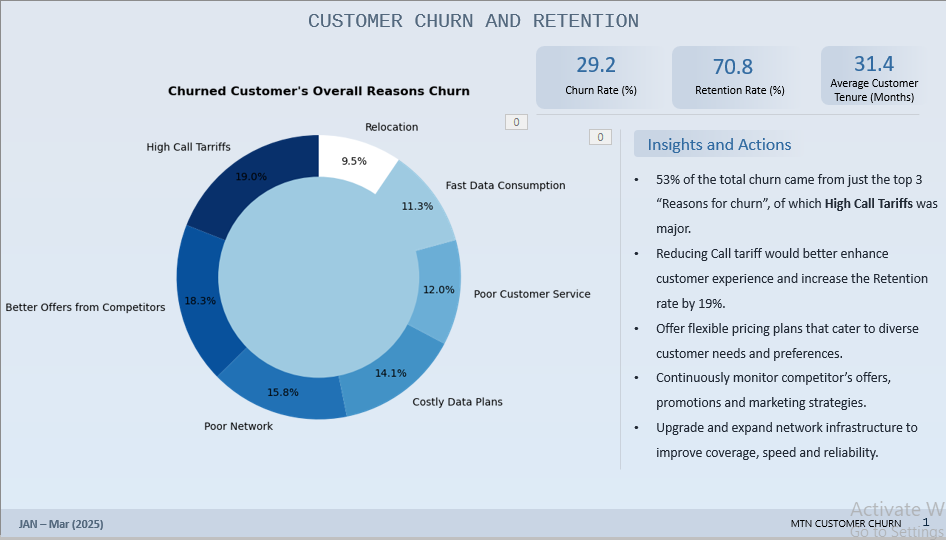 CUSTOMER CHURN AND RETENTION
29.2
Churn Rate (%)
70.8
Retention Rate (%)
31.4
Average Customer
Tenure (Months)
Churned Customer's Overall Reasons Churn
0
0
Relocation
9.5%
High Call Tarriffs
19.0%
Fast Data Consumption
11.3%
Poor Customer Service
12.0%
Better Offers from Competitors
18.3%
14.1%
Costly Data Plans
15.8%
Poor Network
Insights and Actions
• 53% of the total churn came from just the top 3
“Reasons for churn”, of which High Call Tariffs was
major.
• Reducing Call tariff would better enhance
customer experience and increase the Retention
rate by 19%.
• Offer flexible pricing plans that cater to diverse
customer needs and preferences.
• Continuously monitor competitor’s offers,
promotions and marketing strategies.
• Upgrade and expand network infrastructure to
improve coverage, speed and reliability.
JAN – Mar (2025)
MTN CUSTOMER CHURN
1
Activate W
Go to Settings